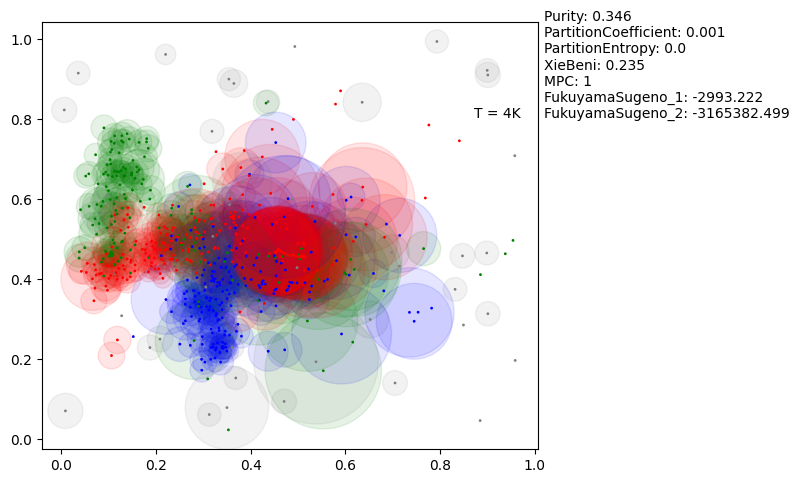 Purity: 0.346
PartitionCoefficient: 0.001
PartitionEntropy: 0.0
XieBeni: 0.235
MPC: 1
FukuyamaSugeno_1: -2993.222
FukuyamaSugeno_2: -3165382.499
T = 4K
1.0
0.8
0.6
0.4
0.2
0.0
0.0 0.2 0.4 0.6 0.8 1.0